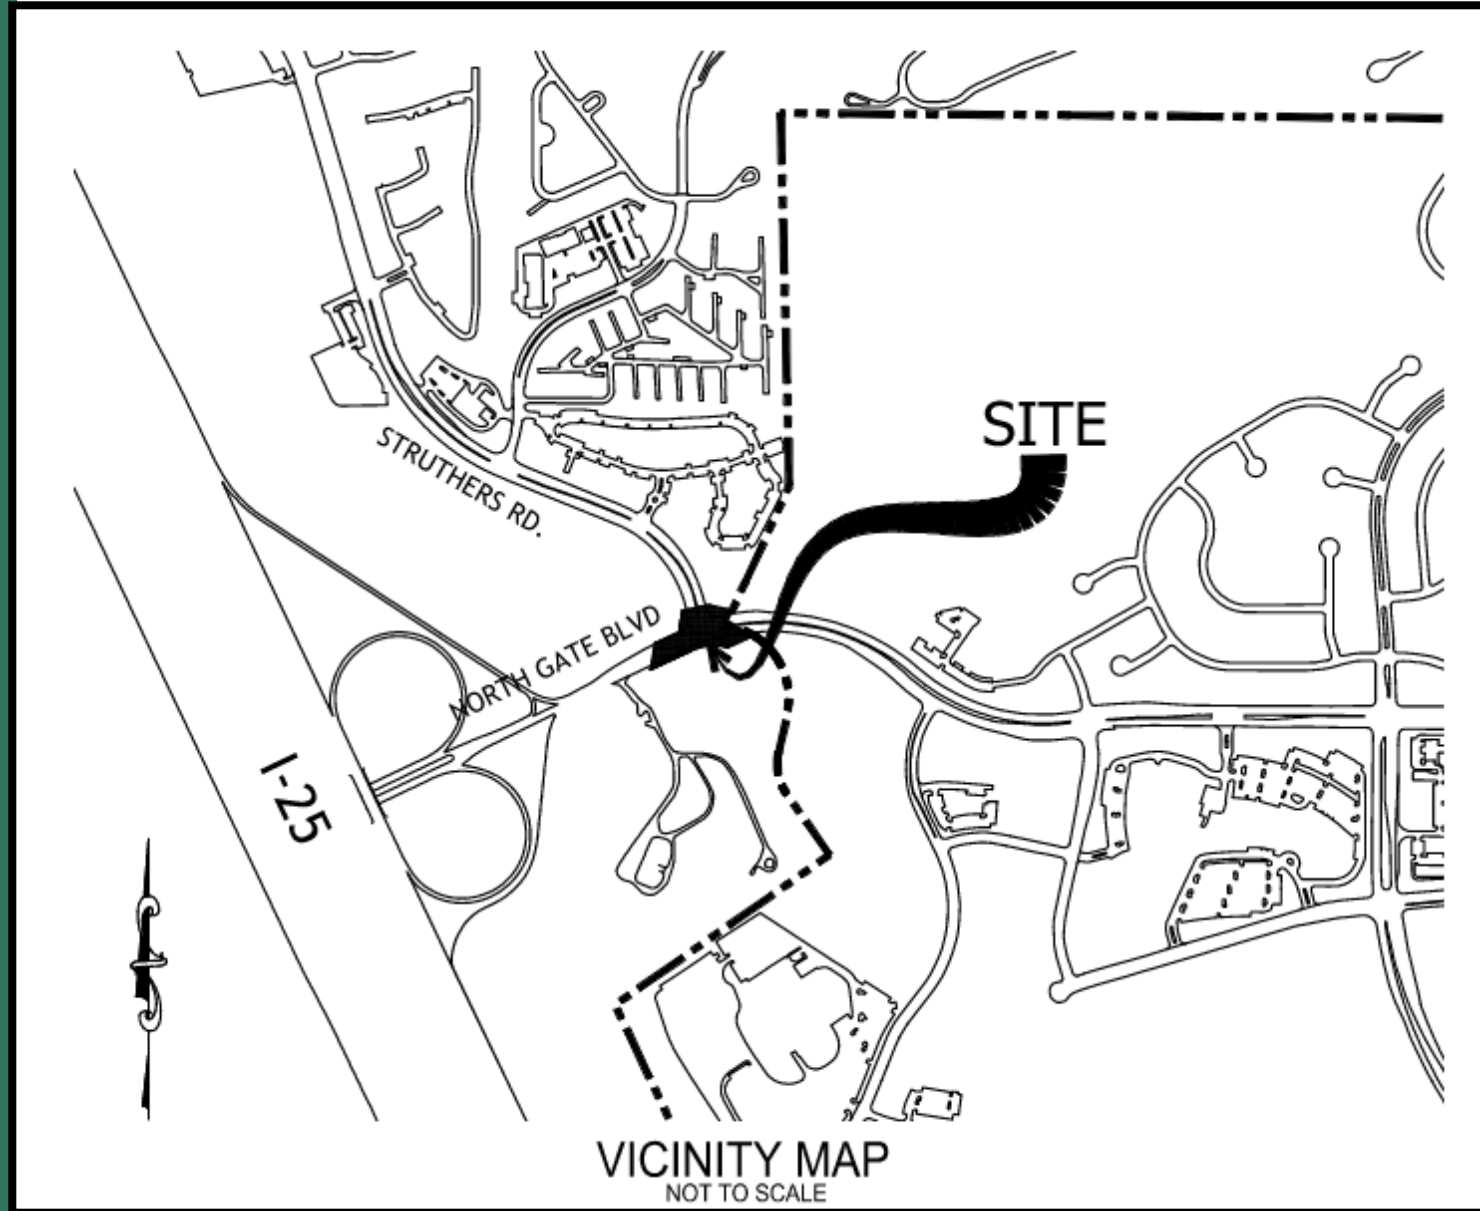 SITE
STRUTHERS RD.
NORTH GATE BLVD
I-25
VICINITY MAP
NOT TO SCALE